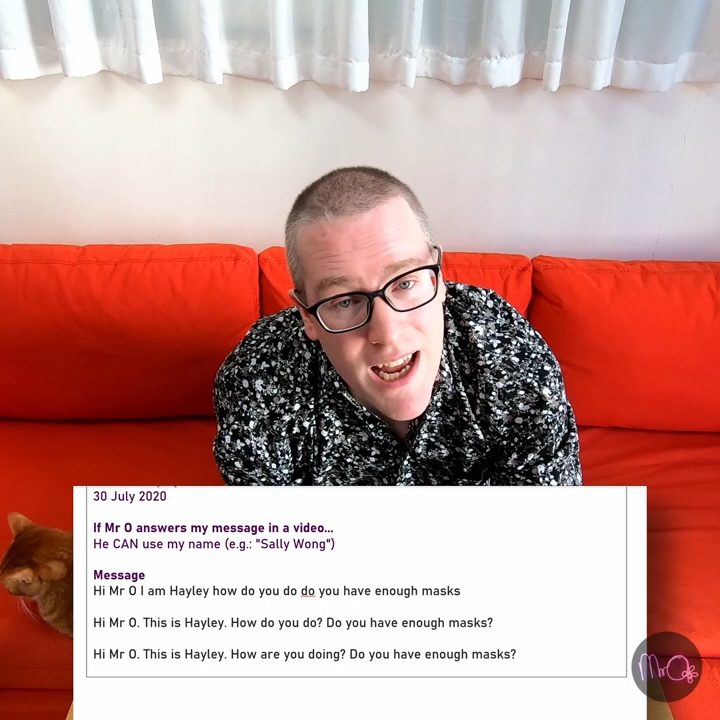 30 July 2020
If Mr O answers my message in a video...
He CAN use my name (e.g.: "Sally Wong")
Message
Hi Mr O I am Hayley how do you do do you have enough masks
Hi Mr O. This is Hayley. How do you do? Do you have enough masks?
Hi Mr O. This is Hayley. How are you doing? Do you have enough masks?
Mr O